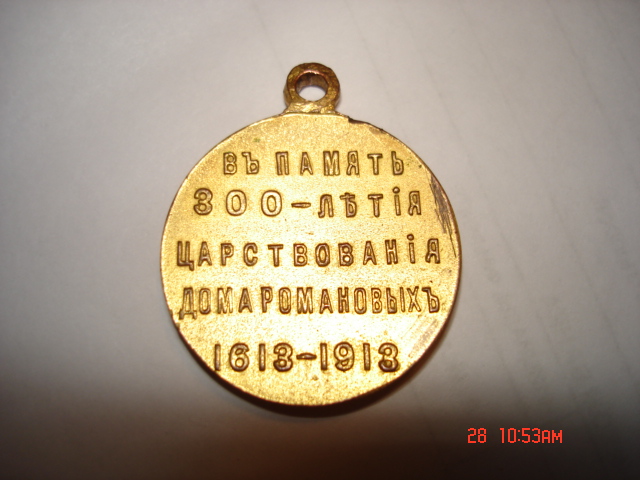 ВЪ ПАМЯТЬ
300-ЛѢТІЯ
ЦАРСТВОВАНІЯ
ДОМА РОМАНОВЫХЪ
1613-1913
28 10:53AM